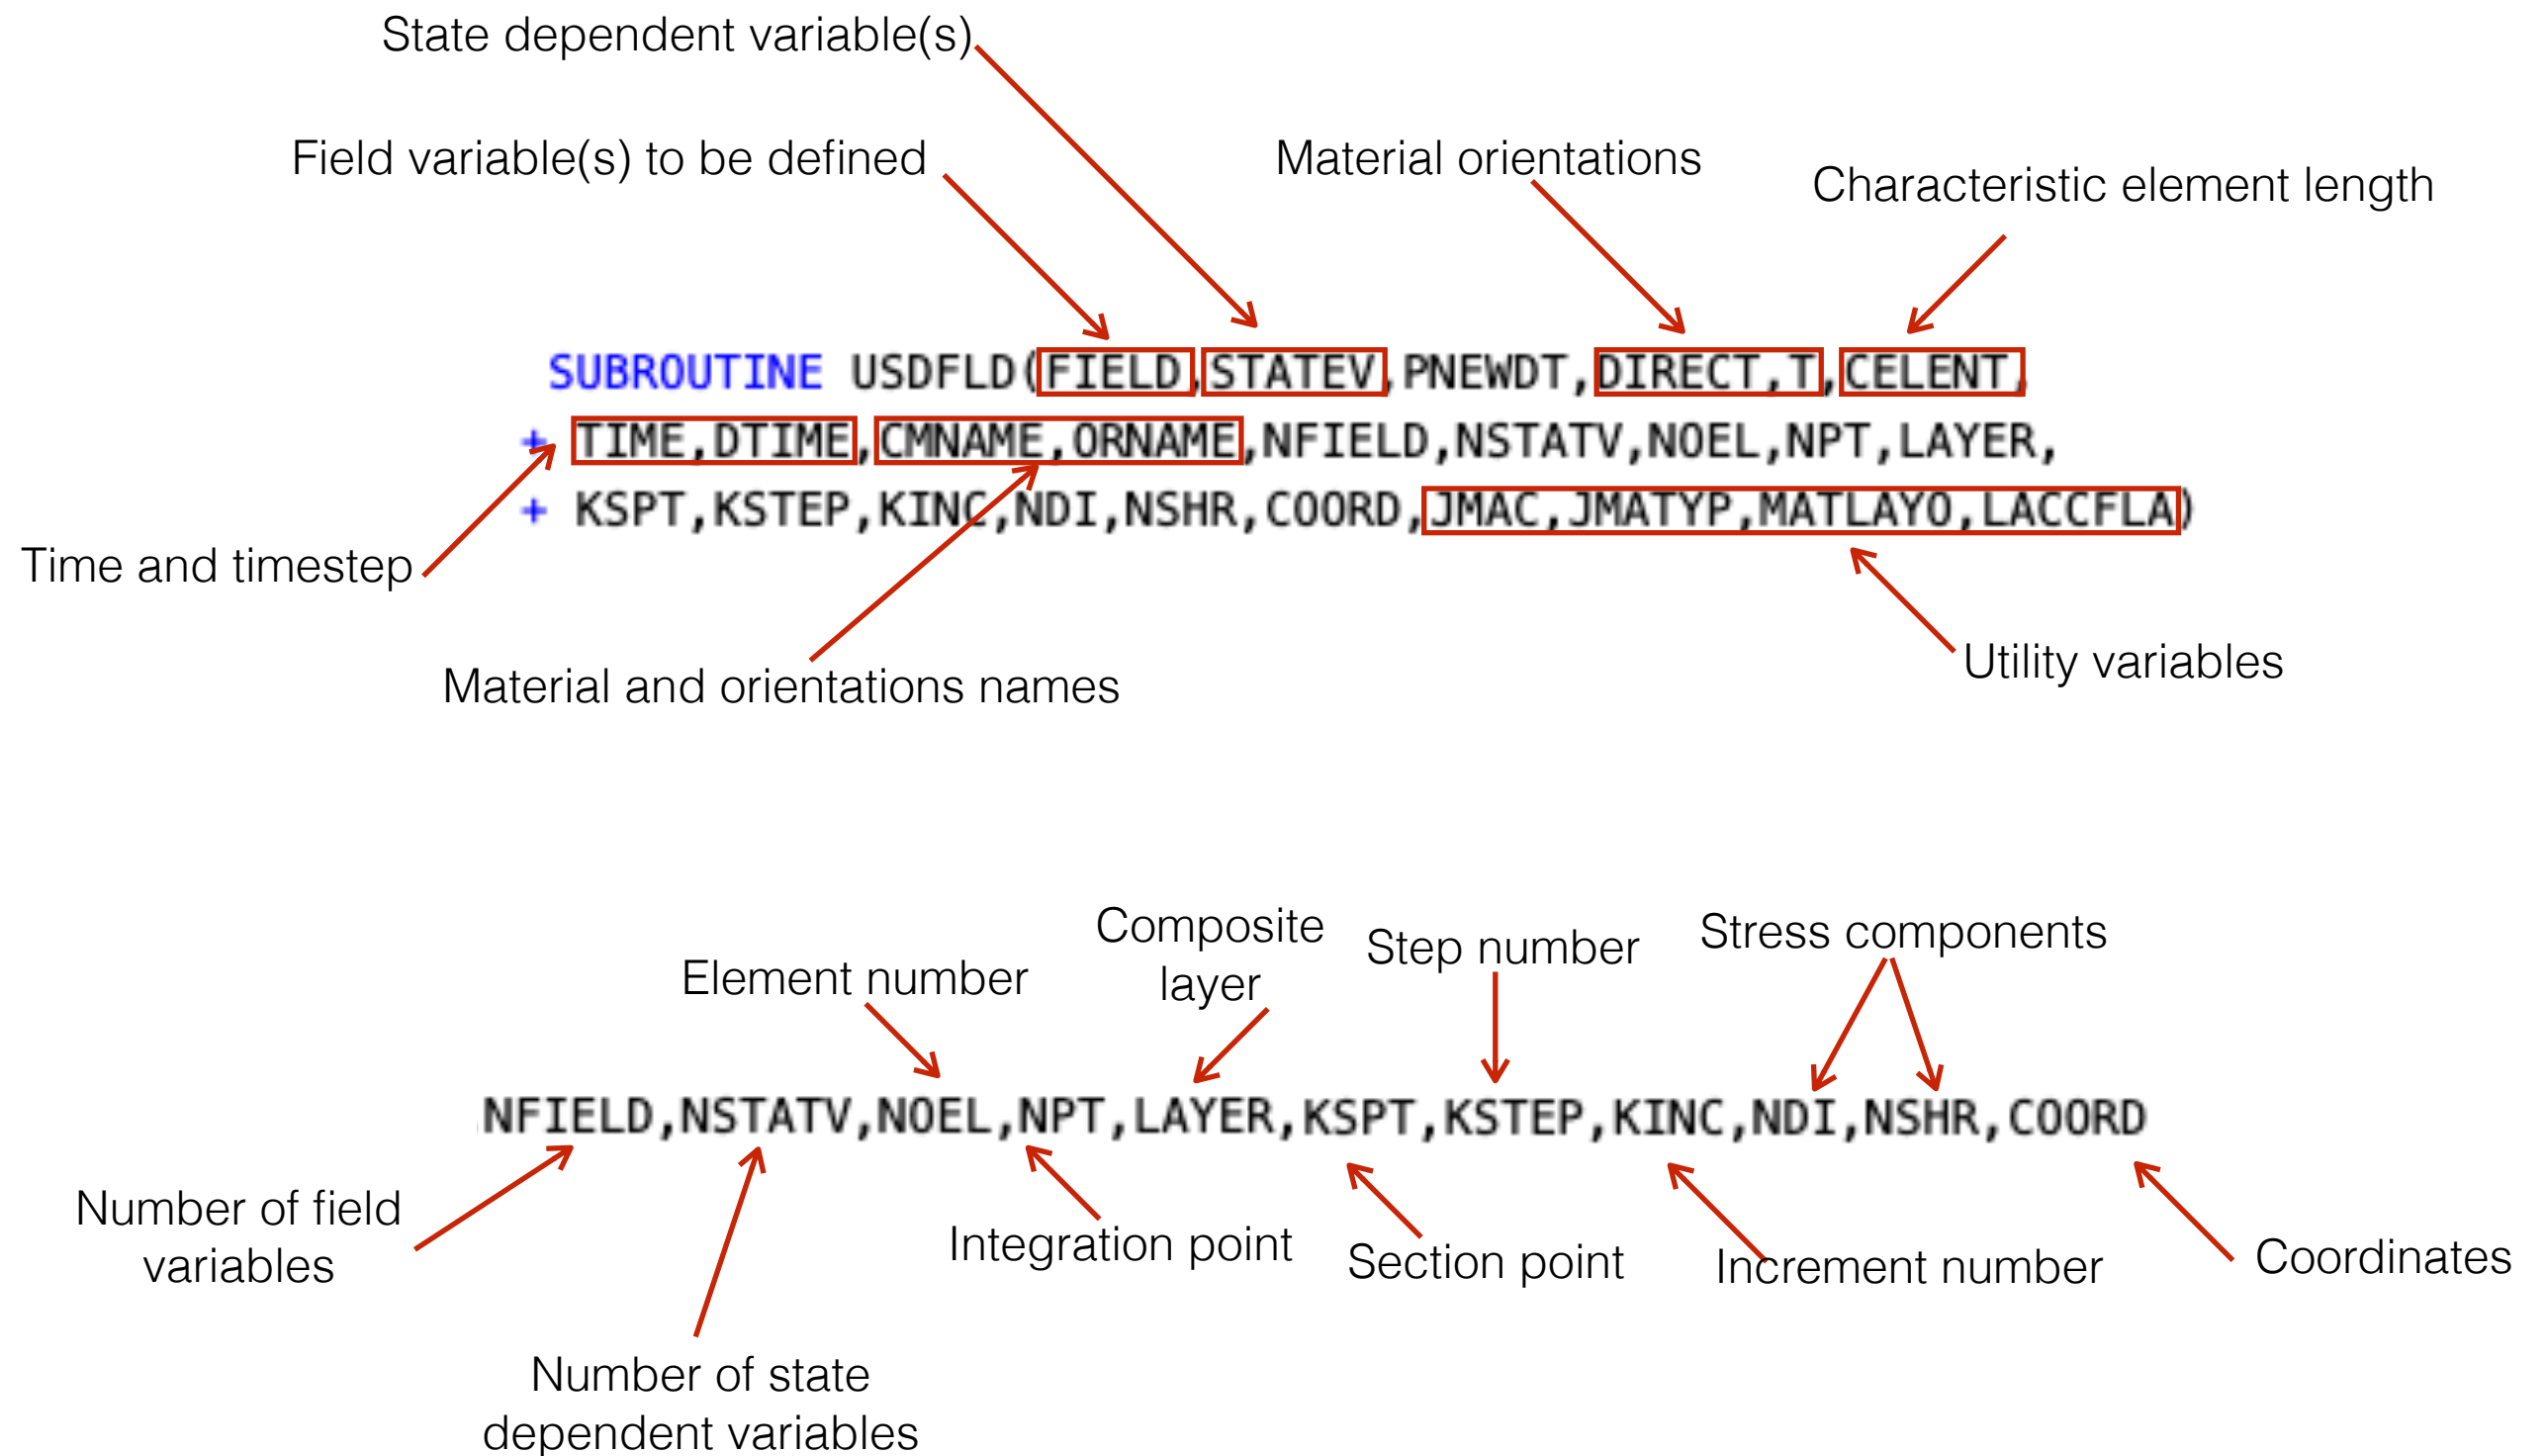 State dependent variable(s)
Field variable(s) to be defined
Material orientations
Characteristic element length
SUBROUTINE USDFLD(FIELD,STATEV,PNEWDT,DIRECT,T,CELENT,
+ TIME,DTIME,CMNAME,ORNAME,NFIELD,NSTATV,NOEL,NPT,LAYER,
+ KSPT,KSTEP,KINC,NDI,NSHR,COORD,JMAC,JMATYP,MATLAYO,LACCFLA)
Time and timestep
Material and orientations names
Utility variables
Element number
Composite
layer
Step number
Stress components
NFIELD,NSTATV,NOEL,NPT,LAYER,KSPT,KSTEP,KINC,NDI,NSHR,COORD
Number of field
variables
Integration point
Section point
Increment number
Coordinates
Number of state
dependent variables